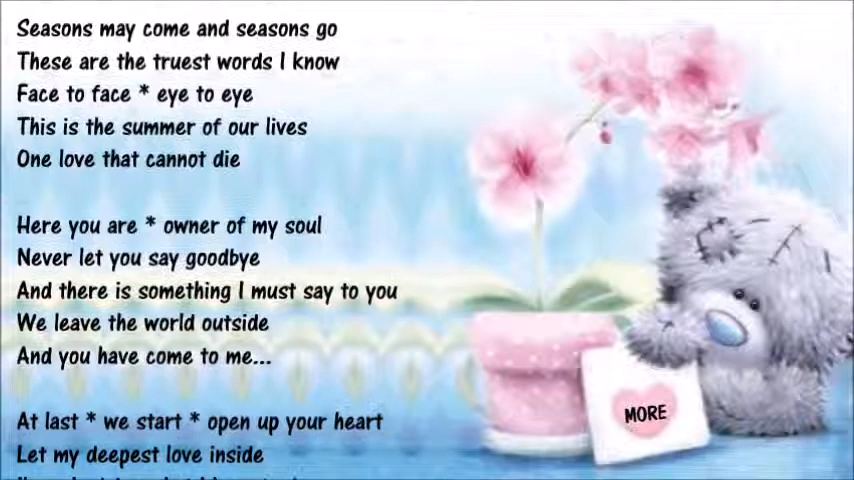 Seasons may come and seasons go
These are the truest words I know
Face to face * eye to eye
This is the summer of our lives
One love that cannot die
Here you are * owner of my soul
Never let you say goodbye
And there is something I must say to you
We leave the world outside
And you have come to me...
At last * we start * open up your heart
Let my deepest love inside
MORE